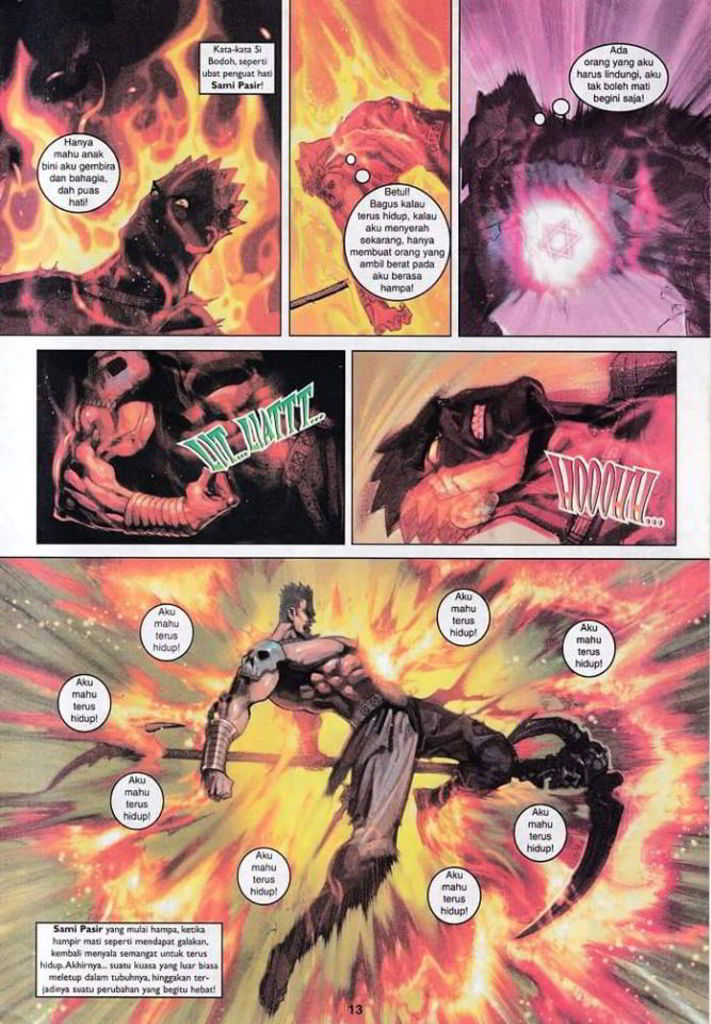 Kata-kata Si
Bodoh, seperti
ubat penguat hati
Sami Pasir!
Hanya
mahu anak
bini aku gembira
dan bahagia,
dah puas
hati!
Betul!
Bagus kalau
terus hidup, kalau
aku menyerah
sekarang, hanya
membuat orang yang
ambil berat pada
aku berasa
hampa!
Ada
orang yang aku
harus lindungi, aku
tak boleh mati
begini saja!
UT...UATTT...
HOOOHH...
Aku
mahu
terus
hidup!
Aku
mahu
terus
hidup!
Aku
mahu
terus
hidup!
Aku
mahu
terus
hidup!
Aku
mahu
terus
hidup!
Aku
mahu
terus
hidup!
Aku
mahu
terus
hidup!
Aku
mahu
terus
hidup!
Sami Pasir yang mulai hampa, ketika
hampir mati seperti mendapat galakan,
kembali menyala semangat untuk terus
hidup. Akhirnya... suatu kuasa yang luar biasa
meletup dalam tubuhnya, hinggakan ter-
jadinya suatu perubahan yang begitu hebat!
13